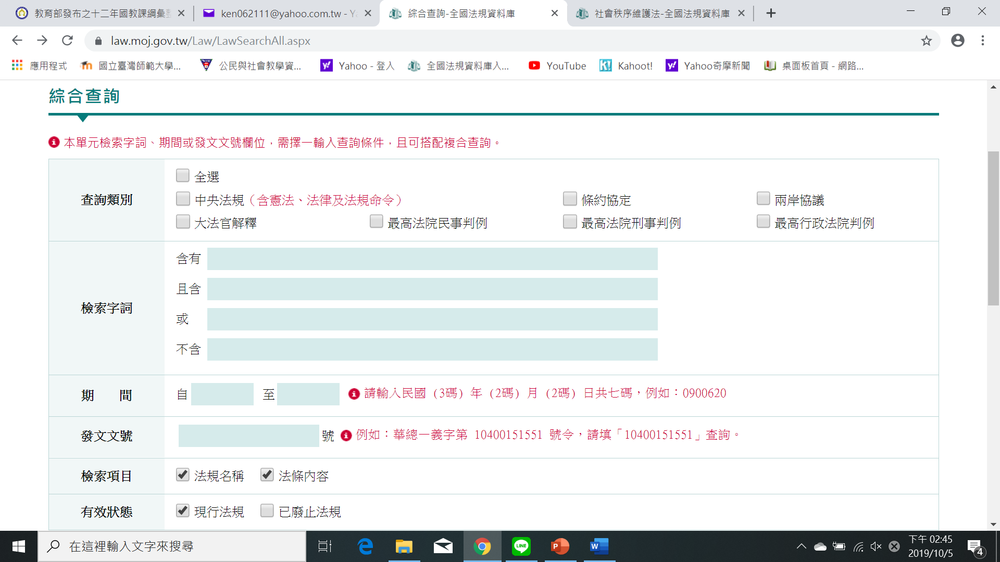 教育部發布之十二年國教課綱彙
ken062111@yahoo.com.tw - Ya
綜合查詢-全國法規資料庫
社會秩序維護法-全國法規資料庫
law.moj.gov.tw/Law/LawSearchAll.aspx
應用程式
國立臺灣師範大學...
公民與社會教學資...
Yahoo - 登入
全國法規資料庫入...
YouTube
Kahoot!
Yahoo奇摩新聞
桌面板首頁 - 網路...
綜合查詢
本單元檢索字詞、期間或發文文號欄位，需擇一輸入查詢條件，且可搭配複合查詢。
查詢類別
全選
中央法規（含憲法、法律及法規命令） 條約協定 兩岸協議
大法官解釋 最高法院民事判例 最高法院刑事判例 最高行政法院判例
檢索字詞
含有
且含
或
不含
期 間 自 至 請輸入民國 (3碼) 年 (2碼) 月 (2碼) 日共七碼，例如：0900620
發文文號 號 例如：華總一義字第 10400151551 號令，請填「10400151551」查詢。
檢索項目 法規名稱 法條內容
有效狀態 現行法規 已廢止法規
在這裡輸入文字來搜尋
LINE
P
W
下午 02:45
2019/10/5
4